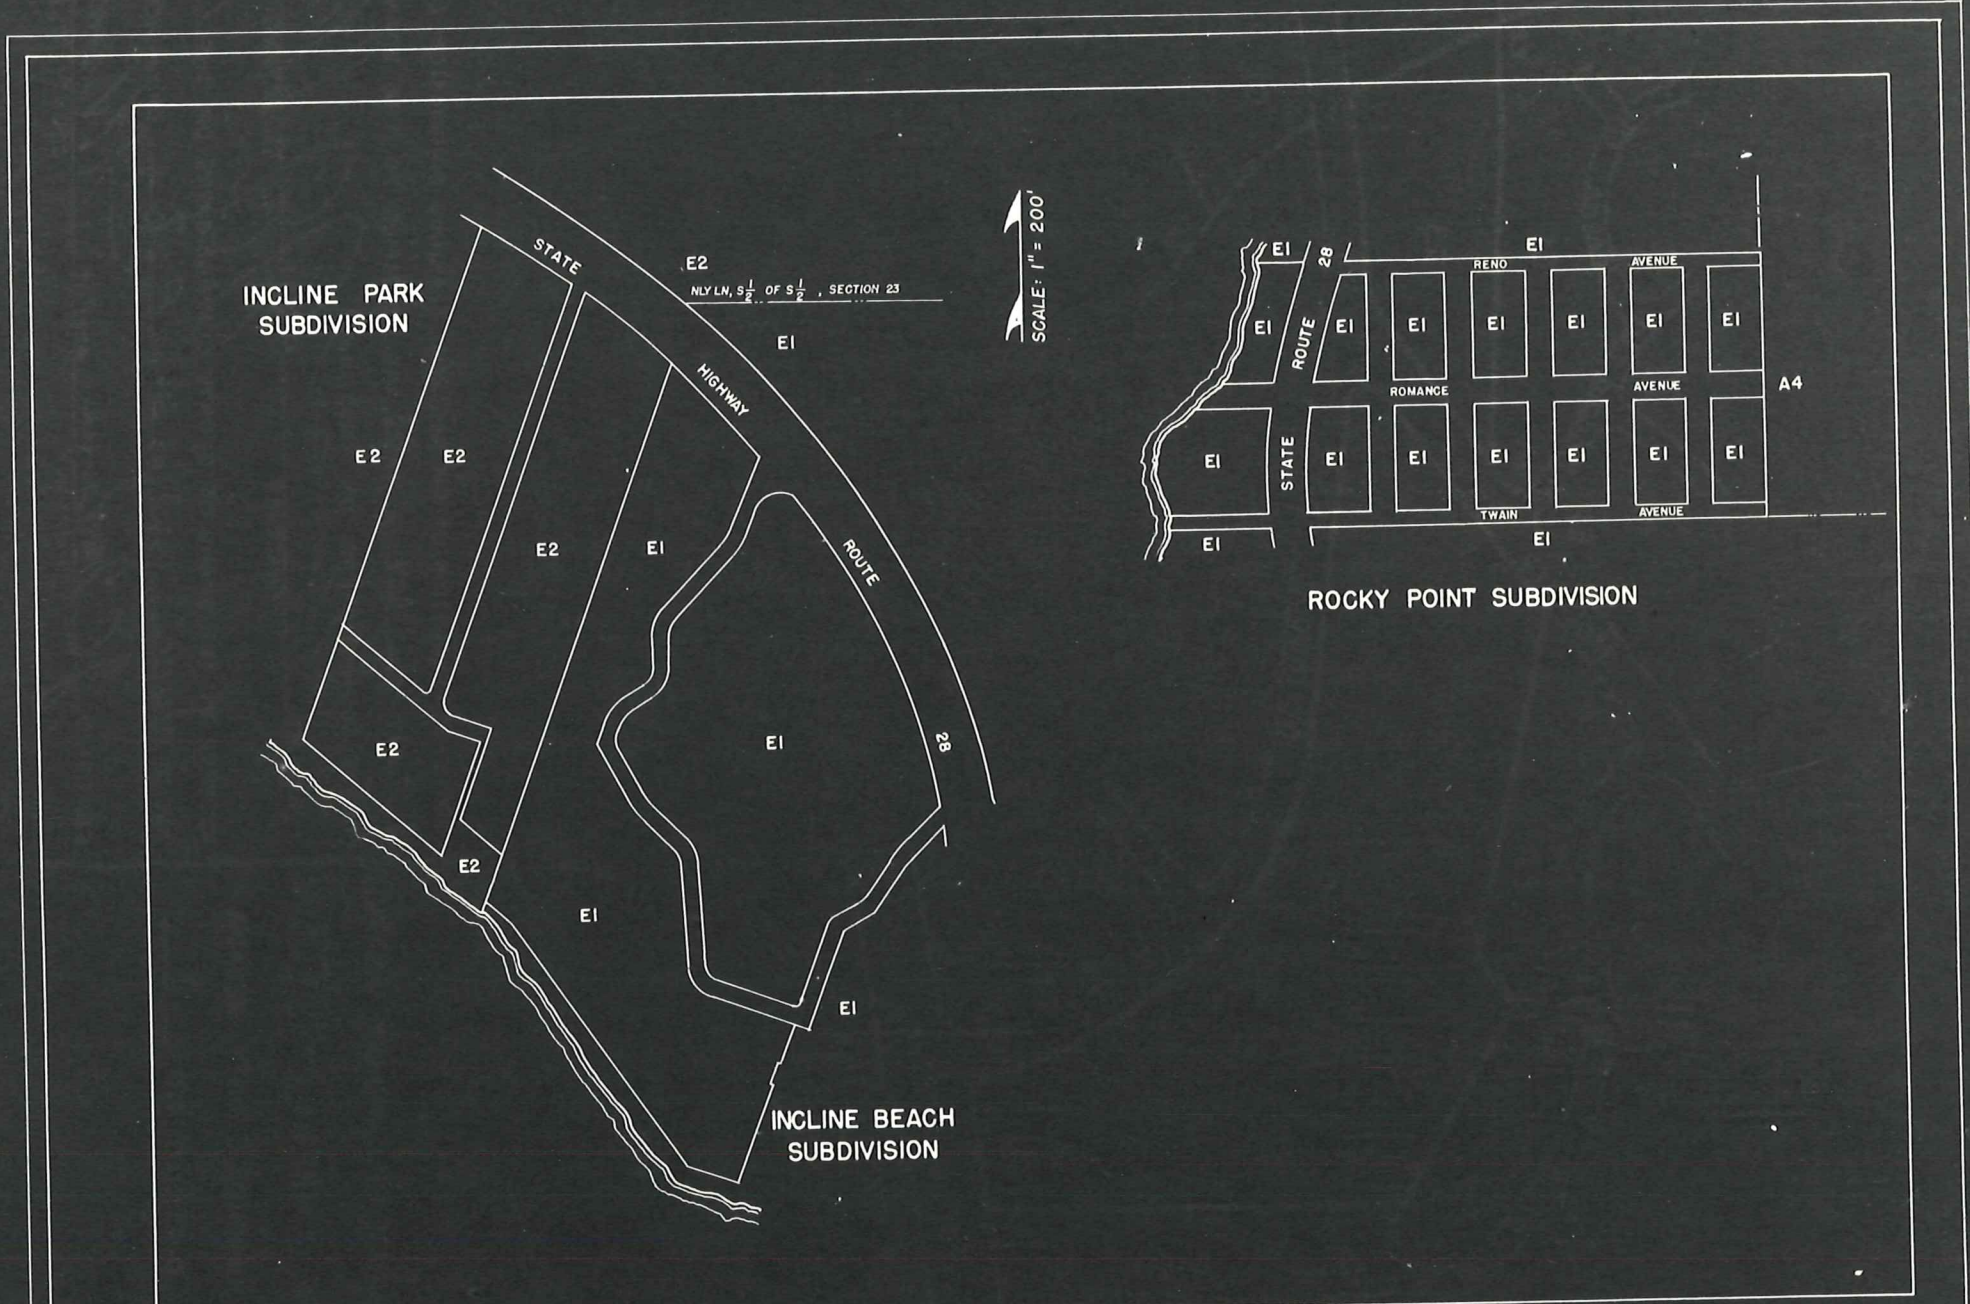 INCLINE PARK
SUBDIVISION
STATE
HIGHWAY
ROUTE
28
E2
NLY LN, S 1/2 OF S 1/2 , SECTION 23
E1
E2
E2
E2
E1
E2
E1
E2
E1
E1
INCLINE BEACH
SUBDIVISION
SCALE: 1" = 200'
E1
28
E1
RENO AVENUE
E1
ROUTE
E1
E1
E1
E1
E1
E1
ROMANCE AVENUE
A4
E1
STATE
E1
E1
E1
E1
E1
E1
TWAIN AVENUE
E1
E1
ROCKY POINT SUBDIVISION